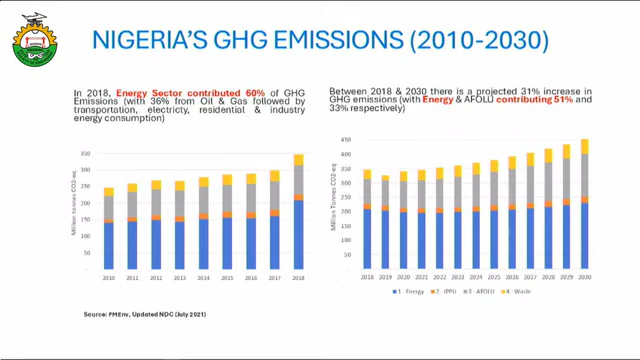 NIGERIA'S GHG EMISSIONS (2010-2030)
In 2018, Energy Sector contributed 60% of GHG
Emissions (with 36% from Oil & Gas followed by
transportation, electricty, residential & industry
energy consumption)
Between 2018 & 2030 there is a projected 31% increase in
GHG emissions (with Energy & AFOLU contributing 51% and
33% respectively)
Million tonnes CO2-eq
350
300
250
200
150
100
50
-
2010 2011 2012 2013 2014 2015 2016 2017 2018
Million Tonnes CO2-eq
450
400
350
300
250
200
150
100
50
-
2018 2019 2020 2021 2022 2023 2024 2025 2026 2027 2028 2029 2030
1 - Energy 2 - IPPU 3 - AFOLU 4 - Waste
Source: FMEnv, Updated NDC (July 2021)